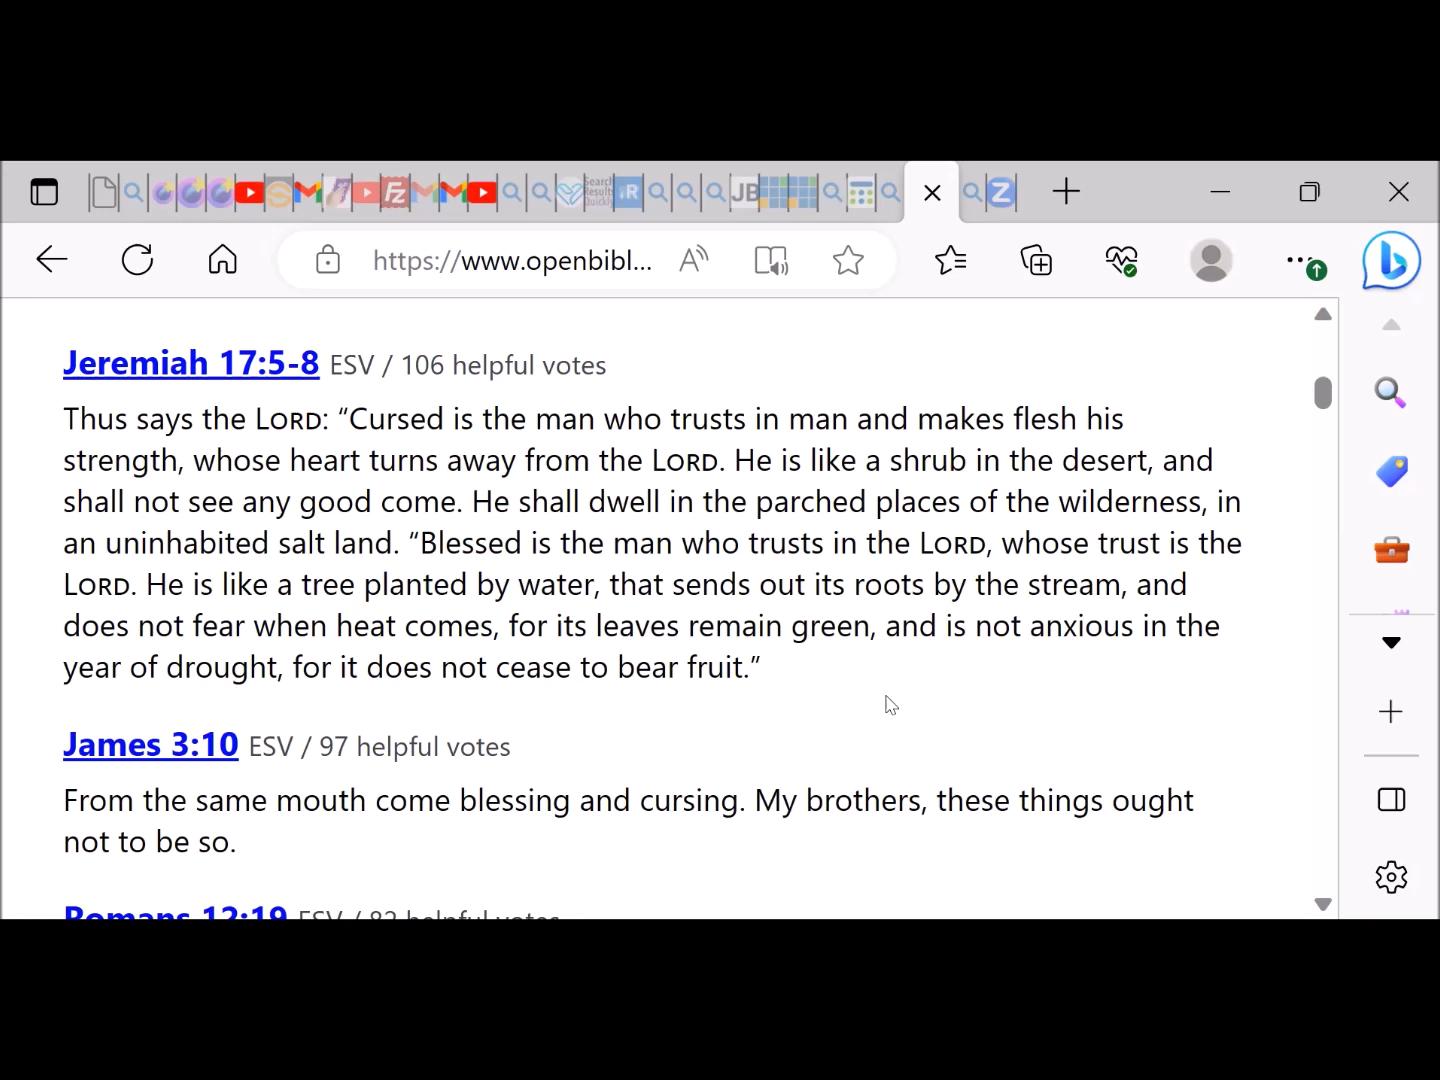 https://www.openbibl...
Jeremiah 17:5-8 ESV / 106 helpful votes
Thus says the LORD: “Cursed is the man who trusts in man and makes flesh his
strength, whose heart turns away from the LORD. He is like a shrub in the desert, and
shall not see any good come. He shall dwell in the parched places of the wilderness, in
an uninhabited salt land. “Blessed is the man who trusts in the LORD, whose trust is the
LORD. He is like a tree planted by water, that sends out its roots by the stream, and
does not fear when heat comes, for its leaves remain green, and is not anxious in the
year of drought, for it does not cease to bear fruit.”
James 3:10 ESV / 97 helpful votes
From the same mouth come blessing and cursing. My brothers, these things ought
not to be so.
Romans 12:19 ESV / 82 helpful votes